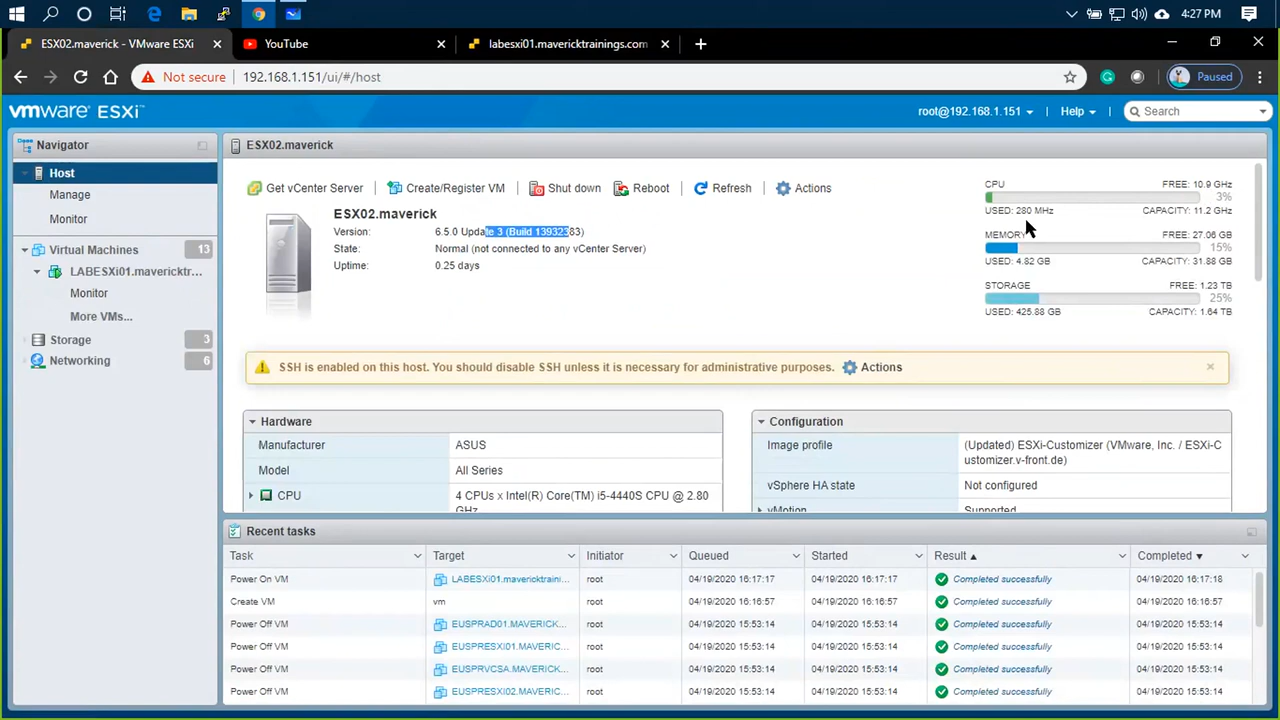 4:27 PM
ESX02.maverick - VMware ESXi
YouTube
labesxi01.mavericktrainings.com
Not secure
192.168.1.151/ui/#/host
Paused
vmware ESXi™
root@192.168.1.151
Help
Search
Navigator
ESX02.maverick
Host
Manage
Monitor
Virtual Machines
13
LABESXi01.mavericktr...
Monitor
More VMs...
Storage
3
Networking
6
Get vCenter Server
Create/Register VM
Shut down
Reboot
Refresh
Actions
ESX02.maverick
Version:
6.5.0 Update 3 (Build 13932383)
State:
Normal (not connected to any vCenter Server)
Uptime:
0.25 days
CPU
FREE: 10.9 GHz
3%
USED: 280 MHz
CAPACITY: 11.2 GHz
MEMORY
FREE: 27.06 GB
15%
USED: 4.82 GB
CAPACITY: 31.88 GB
STORAGE
FREE: 1.23 TB
25%
USED: 425.88 GB
CAPACITY: 1.64 TB
SSH is enabled on this host. You should disable SSH unless it is necessary for administrative purposes.
Actions
Hardware
Manufacturer
ASUS
Model
All Series
CPU
4 CPUs x Intel(R) Core(TM) i5-4440S CPU @ 2.80
GHz
Configuration
Image profile
(Updated) ESXi-Customizer (VMware, Inc. / ESXi-C
ustomizer.v-front.de)
vSphere HA state
Not configured
vMotion
Supported
Recent tasks
Task
Target
Initiator
Queued
Started
Result
Completed
Power On VM
LABESXi01.mavericktraini...
root
04/19/2020 16:17:17
04/19/2020 16:17:17
Completed successfully
04/19/2020 16:17:18
Create VM
vm
root
04/19/2020 16:16:57
04/19/2020 16:16:57
Completed successfully
04/19/2020 16:16:57
Power Off VM
EUSPRAD01.MAVERICK...
root
04/19/2020 15:53:14
04/19/2020 15:53:14
Completed successfully
04/19/2020 15:53:14
Power Off VM
EUSPRESXI01.MAVERIC...
root
04/19/2020 15:53:14
04/19/2020 15:53:14
Completed successfully
04/19/2020 15:53:14
Power Off VM
EUSPRVCSA.MAVERICK...
root
04/19/2020 15:53:14
04/19/2020 15:53:14
Completed successfully
04/19/2020 15:53:14
Power Off VM
EUSPRESXI02.MAVERIC...
root
04/19/2020 15:53:14
04/19/2020 15:53:14
Completed successfully
04/19/2020 15:53:14